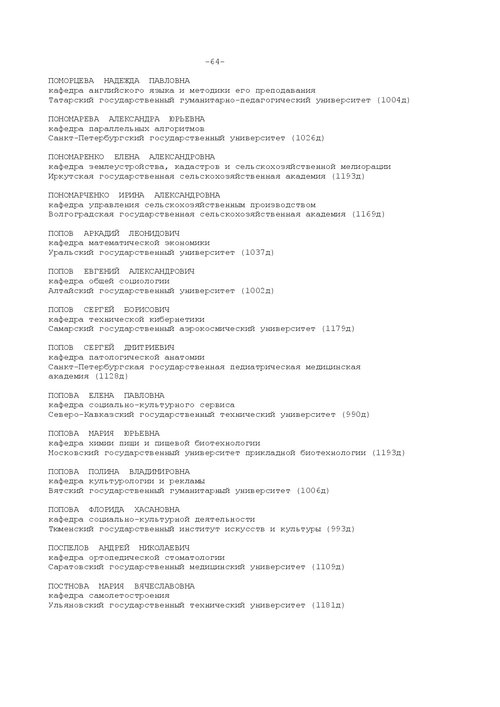 -64-
ПОМОРЦЕВА НАДЕЖДА ПАВЛОВНА
кафедра английского языка и методики его преподавания
Татарский государственный гуманитарно-педагогический университет (1004д)
ПОНОМАРЕВА АЛЕКСАНДРА ЮРЬЕВНА
кафедра параллельных алгоритмов
Санкт-Петербургский государственный университет (1026д)
ПОНОМАРЕНКО ЕЛЕНА АЛЕКСАНДРОВНА
кафедра землеустройства, кадастров и сельскохозяйственной мелиорации
Иркутская государственная сельскохозяйственная академия (1193д)
ПОНОМАРЧЕНКО ИРИНА АЛЕКСАНДРОВНА
кафедра управления сельскохозяйственным производством
Волгоградская государственная сельскохозяйственная академия (1169д)
ПОПОВ АРКАДИЙ ЛЕОНИДОВИЧ
кафедра математической экономики
Уральский государственный университет (1037д)
ПОПОВ ЕВГЕНИЙ АЛЕКСАНДРОВИЧ
кафедра общей социологии
Алтайский государственный университет (1002д)
ПОПОВ СЕРГЕЙ БОРИСОВИЧ
кафедра технической кибернетики
Самарский государственный аэрокосмический университет (1179д)
ПОПОВ СЕРГЕЙ ДМИТРИЕВИЧ
кафедра патологической анатомии
Санкт-Петербургская государственная педиатрическая медицинская
академия (1128д)
ПОПОВА ЕЛЕНА ПАВЛОВНА
кафедра социально-культурного сервиса
Северо-Кавказский государственный технический университет (990д)
ПОПОВА МАРИЯ ЮРЬЕВНА
кафедра химии пищи и пищевой биотехнологии
Московский государственный университет прикладной биотехнологии (1193д)
ПОПОВА ПОЛИНА ВЛАДИМИРОВНА
кафедра культурологии и рекламы
Вятский государственный гуманитарный университет (1006д)
ПОПОВА ФЛОРИДА ХАСАНОВНА
кафедра социально-культурной деятельности
Тюменский государственный институт искусств и культуры (993д)
ПОСПЕЛОВ АНДРЕЙ НИКОЛАЕВИЧ
кафедра ортопедической стоматологии
Саратовский государственный медицинский университет (1109д)
ПОСТНОВА МАРИЯ ВЯЧЕСЛАВОВНА
кафедра самолетостроения
Ульяновский государственный технический университет (1181д)